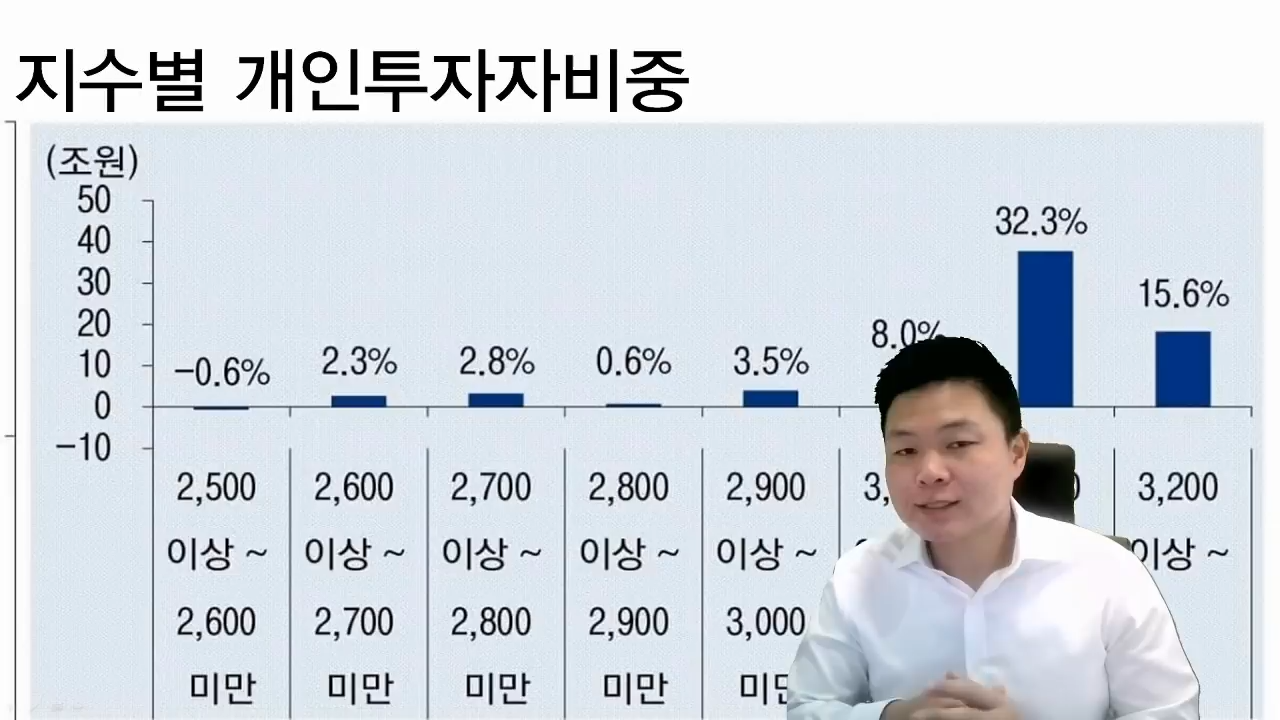 지수별 개인투자자비중
(조원)
50
40
30
20
10
0
−10
−0.6% 2.3% 2.8% 0.6% 3.5% 8.0% 32.3% 15.6%
2,500 2,600 2,700 2,800 2,900 3,200
이상 ~ 이상 ~ 이상 ~ 이상 ~ 이상 ~ 이상 ~
2,600 2,700 2,800 2,900 3,000
미만 미만 미만 미만 미만